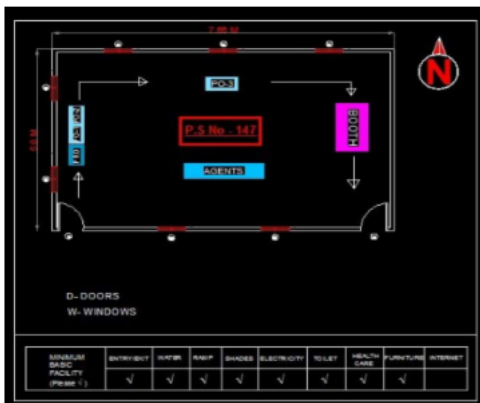 7.66 M
N
PO-3
P.S No - 147
BOOTH
AGENTS
D- DOORS
W- WINDOWS
MINIMUM BASIC FACILITY (Please √) ENTRY/EXIT WATER RAMP SHADES ELECTRICITY TOILET HEALTH CARE FURNITURE INTERNET
√ √ √ √ √ √ √ √